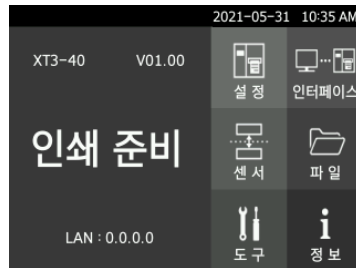 2021-05-31 10:35 AM
XT3-40 V01.00
인쇄 준비
LAN : 0.0.0.0
설 정
인터페이스
센 서
파 일
도 구
정 보